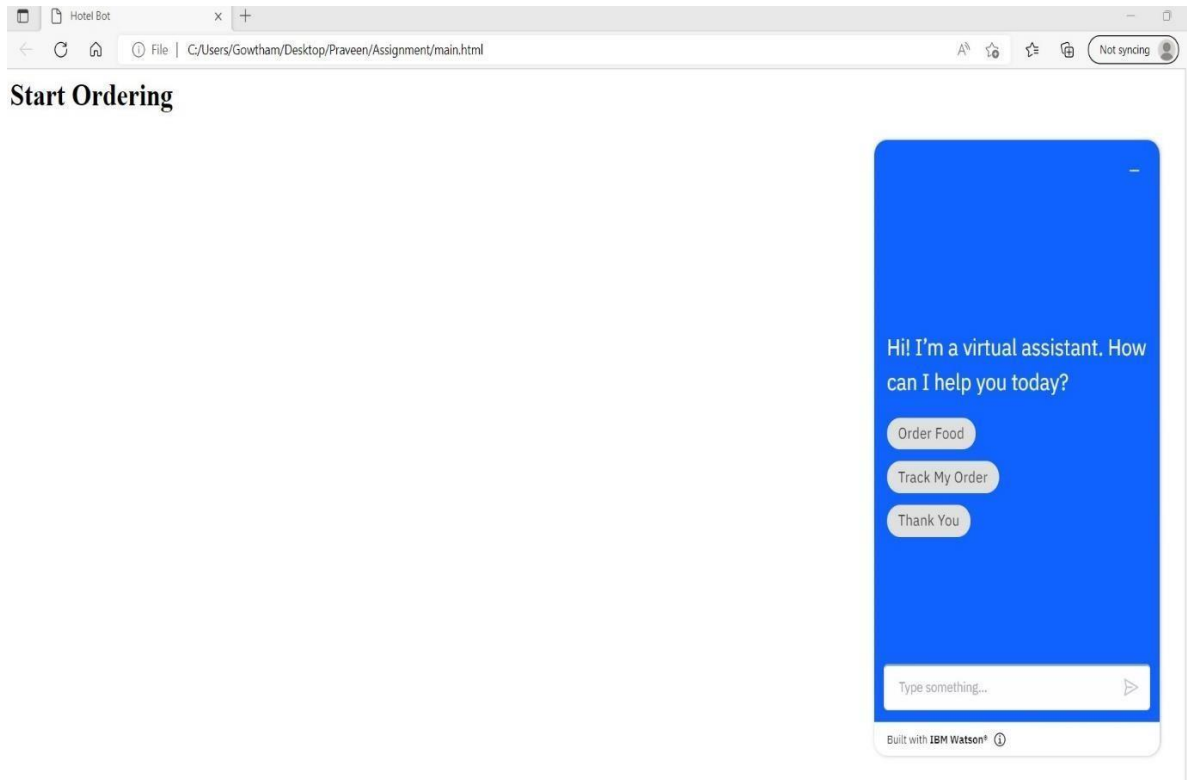 Hotel Bot
File | C:/Users/Gowtham/Desktop/Praveen/Assignment/main.html
Not syncing
Start Ordering
Hi! I’m a virtual assistant. How
can I help you today?
Order Food
Track My Order
Thank You
Type something...
Built with IBM Watson®